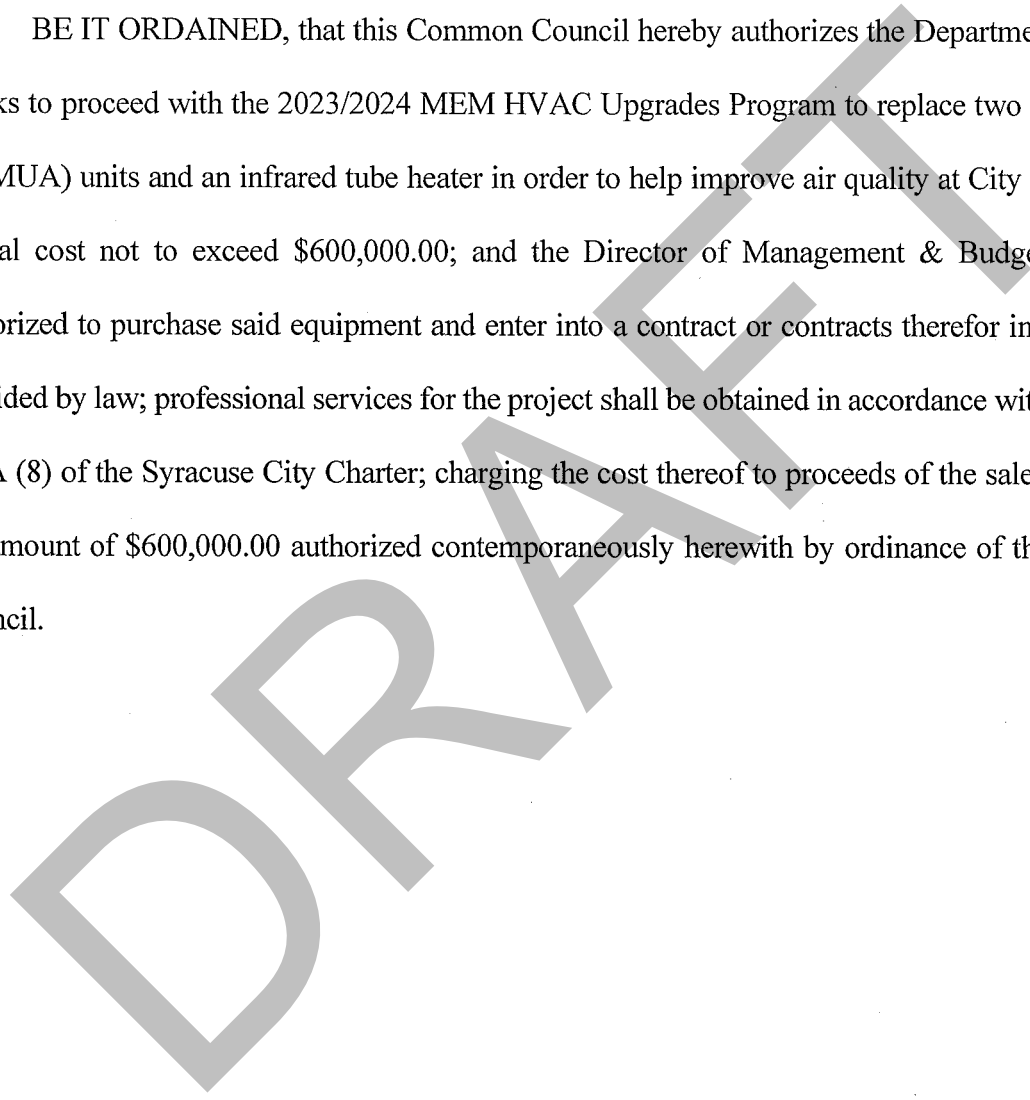 BE IT ORDAINED, that this Common Council hereby authorizes the Departme
ks to proceed with the 2023/2024 MEM HVAC Upgrades Program to replace two
MUA) units and an infrared tube heater in order to help improve air quality at City
al cost not to exceed $600,000.00; and the Director of Management & Budge
orized to purchase said equipment and enter into a contract or contracts therefor in
ided by law; professional services for the project shall be obtained in accordance wit
A (8) of the Syracuse City Charter; charging the cost thereof to proceeds of the sale
mount of $600,000.00 authorized contemporaneously herewith by ordinance of th
ncil.
DRAFT